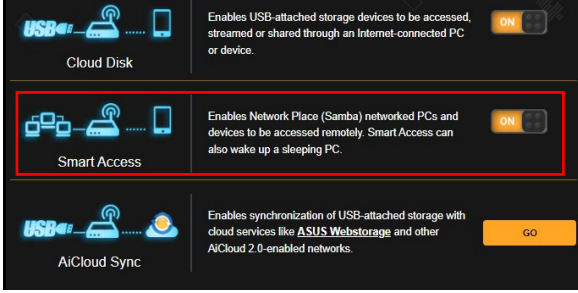 USB
Cloud Disk
Enables USB-attached storage devices to be accessed,
streamed or shared through an Internet-connected PC
or device.
ON
Smart Access
Enables Network Place (Samba) networked PCs and
devices to be accessed remotely. Smart Access can
also wake up a sleeping PC.
ON
USB
AiCloud Sync
Enables synchronization of USB-attached storage with
cloud services like ASUS Webstorage and other
AiCloud 2.0-enabled networks.
GO